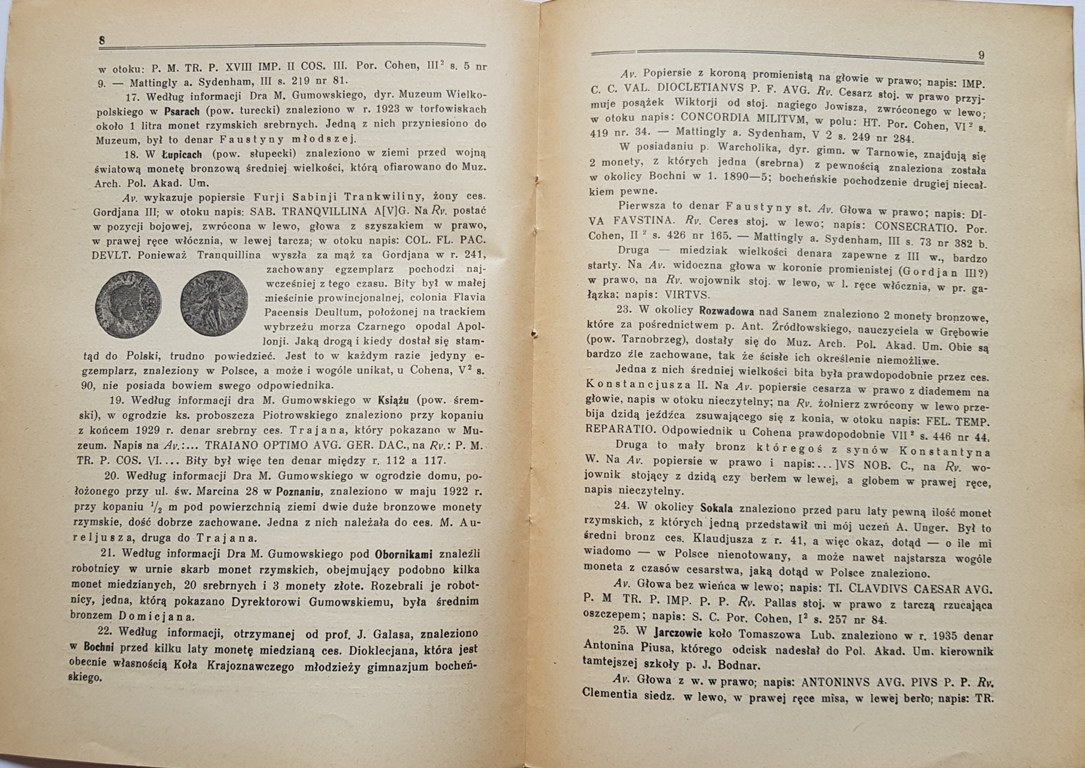 8
w otoku: P. M. TR. P. XVIII IMP. II COS. III. Por. Cohen, III² s. 5 nr
9. — Mattingly a. Sydenham, III s. 219 nr 81.
17. Według informacji Dra M. Gumowskiego, dyr. Muzeum Wielko-
polskiego w Psarach (pow. turecki) znaleziono w r. 1923 w torfowiskach
około 1 litra monet rzymskich srebrnych. Jedną z nich przyniesiono do
Muzeum, był to denar Faustyny młodszej.
18. W Łupicach (pow. słupecki) znaleziono w ziemi przed wojną
światową monetę bronzową średniej wielkości, którą ofiarowano do Muz.
Arch. Pol. Akad. Um.
Av. wykazuje popiersie Furji Sabinji Trankwiliny, żony ces.
Gordjana III; w otoku napis: SAB. TRANQVILLINA A[V]G. Na Rv. postać
w pozycji bojowej, zwrócona w lewo, głowa z szyszakiem w prawo,
w prawej ręce włócznia, w lewej tarcza; w otoku napis: COL. FL. PAC.
DEVLT. Ponieważ Tranquillina wyszła za mąż za Gordjana w r. 241,
zachowany egzemplarz pochodzi naj-
wcześniej z tego czasu. Bity był w małej
mieścinie prowincjonalnej, colonia Flavia
Pacensis Deultum, położonej na trackiem
wybrzeżu morza Czarnego opodal Apol-
lonji. Jaką drogą i kiedy dostał się stam-
tąd do Polski, trudno powiedzieć. Jest to w każdym razie jedyny e-
gzemplarz, znaleziony w Polsce, a może i wogóle unikat, u Cohena, V² s.
90, nie posiada bowiem swego odpowiednika.
19. Według informacji dra M. Gumowskiego w Książu (pow. śrem-
ski), w ogrodzie ks. proboszcza Piotrowskiego znaleziono przy kopaniu
z końcem 1929 r. denar srebrny ces. Trajana, który pokazano w Mu-
zeum. Napis na Av.:... TRAIANO OPTIMO AVG. GER. DAC., na Rv.: P. M.
TR. P. COS. VI.... Bity był więc ten denar między r. 112 a 117.
20. Według informacji Dra M. Gumowskiego w ogrodzie domu, po-
łożonego przy ul. św. Marcina 28 w Poznaniu, znaleziono w maju 1922 r.
przy kopaniu ½ m pod powierzchnią ziemi dwie duże bronzowe monety
rzymskie, dość dobrze zachowane. Jedna z nich należała do ces. M. Au-
reljusza, druga do Trajana.
21. Według informacji Dra M. Gumowskiego pod Obornikami znaleźli
robotnicy w urnie skarb monet rzymskich, obejmujący podobno kilka
monet miedzianych, 20 srebrnych i 3 monety złote. Rozebrali je robot-
nicy, jedna, którą pokazano Dyrektorowi Gumowskiemu, była średnim
bronzem Domicjana.
22. Według informacji, otrzymanej od prof. J. Galasa, znaleziono
w Bochni przed kilku laty monetę miedzianą ces. Dioklecjana, która jest
obecnie własnością Koła Krajoznawczego młodzieży gimnazjum bocheń-
skiego.
9
Av. Popiersie z koroną promienistą na głowie w prawo; napis: IMP.
C. C. VAL. DIOCLETIANVS P. F. AVG. Rv. Cesarz stoj. w prawo przyj-
muje posążek Wiktorji od stoj. nagiego Jowisza, zwróconego w lewo;
w otoku napis: CONCORDIA MILITVM, w polu: HT. Por. Cohen, VI² s.
419 nr. 34. — Mattingly a. Sydenham, V 2 s. 249 nr 284.
W posiadaniu p. Warcholika, dyr. gimn. w Tarnowie, znajdują się
2 monety, z których jedna (srebrna) z pewnością znaleziona została
w okolicy Bochni w l. 1890—5; bocheńskie pochodzenie drugiej niecał-
kiem pewne.
Pierwsza to denar Faustyny st. Av. Głowa w prawo; napis: DI-
VA FAVSTINA. Rv. Ceres stoj. w lewo; napis: CONSECRATIO. Por.
Cohen, II² s. 426 nr 165. — Mattingly a. Sydenham, III s. 73 nr 382 b.
Druga — miedziak wielkości denara zapewne z III w., bardzo
starty. Na Av. widoczna głowa w koronie promienistej (Gordjan III?)
w prawo, na Rv. wojownik stoj. w lewo, w l. ręce włócznia, w pr. ga-
łązka; napis: VIRTVS.
23. W okolicy Rozwadowa nad Sanem znaleziono 2 monety bronzowe,
które za pośrednictwem p. Ant. Źródłowskiego, nauczyciela w Grębowie
(pow. Tarnobrzeg), dostały się do Muz. Arch. Pol. Akad. Um. Obie są
bardzo źle zachowane, tak że ścisłe ich określenie niemożliwe.
Jedna z nich średniej wielkości bita była prawdopodobnie przez ces.
Konstancjusza II. Na Av. popiersie cesarza w prawo z diademem na
głowie, napis w otoku nieczytelny; na Rv. żołnierz zwrócony w lewo prze-
bija dzidą jeźdźca zsuwającego się z konia, w otoku napis: FEL. TEMP.
REPARATIO. Odpowiednik u Cohena prawdopodobnie VII² s. 446 nr 44.
Druga to mały bronz któregoś z synów Konstantyna
W. Na Av. popiersie w prawo i napis:...]VS NOB. C., na Rv. wo-
jownik stojący z dzidą czy berłem w lewej, a globem w prawej ręce,
napis nieczytelny.
24. W okolicy Sokala znaleziono przed paru laty pewną ilość monet
rzymskich, z których jedną przedstawił mi mój uczeń A. Unger. Był to
średni bronz ces. Klaudjusza z r. 41, a więc okaz, dotąd — o ile mi
wiadomo — w Polsce nienotowany, a może nawet najstarsza wogóle
moneta z czasów cesarstwa, jaką dotąd w Polsce znaleziono.
Av. Głowa bez wieńca w lewo; napis: TI. CLAVDIVS CAESAR AVG.
P. M TR. P. IMP. P. P. Rv. Pallas stoj. w prawo z tarczą rzucająca
oszczepem; napis: S. C. Por. Cohen, I² s. 257 nr 84.
25. W Jarczowie koło Tomaszowa Lub. znaleziono w r. 1935 denar
Antonina Piusa, którego odcisk nadesłał do Pol. Akad. Um. kierownik
tamtejszej szkoły p. J. Bodnar.
Av. Głowa z w. w prawo; napis: ANTONINVS AVG. PIVS P. P. Rv.
Clementia siedz. w lewo, w prawej ręce misa, w lewej berło; napis: TR.